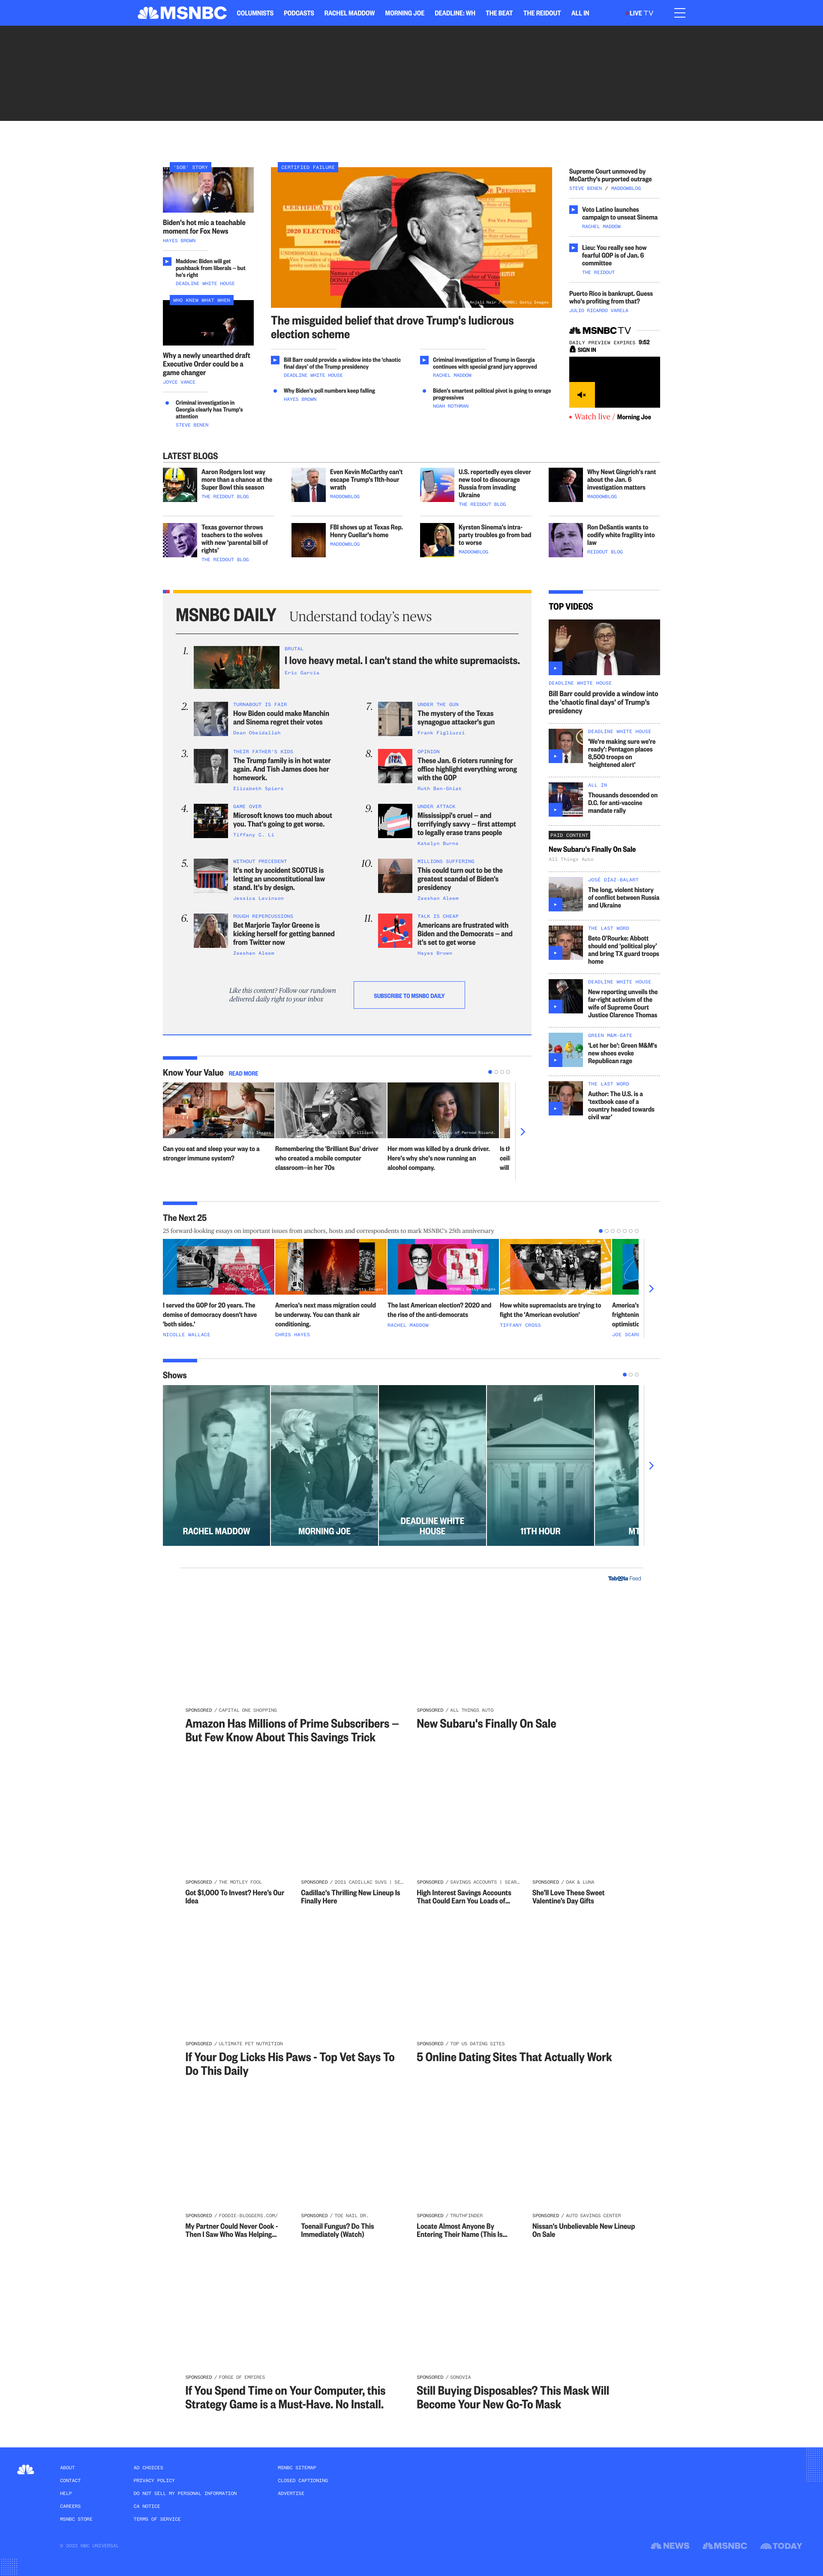 MSNBC
COLUMNISTS
PODCASTS
RACHEL MADDOW
MORNING JOE
DEADLINE: WH
THE BEAT
THE REIDOUT
ALL IN
LIVE TV
'SOB' STORY
Biden's hot mic a teachable
moment for Fox News
HAYES BROWN
Maddow: Biden will get
pushback from liberals — but
he's right
DEADLINE WHITE HOUSE
WHO KNEW WHAT WHEN
Why a newly unearthed draft
Executive Order could be a
game changer
JOYCE VANCE
Criminal investigation in
Georgia clearly has Trump's
attention
STEVE BENEN
CERTIFIED FAILURE
Anjali Nair / MSNBC; Getty Images
The misguided belief that drove Trump's ludicrous
election scheme
Bill Barr could provide a window into the 'chaotic
final days' of the Trump presidency
DEADLINE WHITE HOUSE
Why Biden's poll numbers keep falling
HAYES BROWN
Criminal investigation of Trump in Georgia
continues with special grand jury approved
RACHEL MADDOW
Biden's smartest political pivot is going to enrage
progressives
NOAH ROTHMAN
Supreme Court unmoved by
McCarthy's purported outrage
STEVE BENEN / MADDOWBLOG
Voto Latino launches
campaign to unseat Sinema
RACHEL MADDOW
Lieu: You really see how
fearful GOP is of Jan. 6
committee
THE REIDOUT
Puerto Rico is bankrupt. Guess
who's profiting from that?
JULIO RICARDO VARELA
MSNBC TV
DAILY PREVIEW EXPIRES 9:52
SIGN IN
Watch live / Morning Joe
LATEST BLOGS
Aaron Rodgers lost way
more than a chance at the
Super Bowl this season
THE REIDOUT BLOG
Even Kevin McCarthy can't
escape Trump's 11th-hour
wrath
MADDOWBLOG
U.S. reportedly eyes clever
new tool to discourage
Russia from invading
Ukraine
THE REIDOUT BLOG
Why Newt Gingrich's rant
about the Jan. 6
investigation matters
MADDOWBLOG
Texas governor throws
teachers to the wolves
with new 'parental bill of
rights'
THE REIDOUT BLOG
FBI shows up at Texas Rep.
Henry Cuellar's home
MADDOWBLOG
Kyrsten Sinema's intra-
party troubles go from bad
to worse
MADDOWBLOG
Ron DeSantis wants to
codify white fragility into
law
REIDOUT BLOG
MSNBC DAILY
Understand today's news
1.
BRUTAL
I love heavy metal. I can't stand the white supremacists.
Eric Garcia
2.
TURNABOUT IS FAIR
How Biden could make Manchin
and Sinema regret their votes
Dean Obeidallah
3.
THEIR FATHER'S KIDS
The Trump family is in hot water
again. And Tish James does her
homework.
Elizabeth Spiers
4.
GAME OVER
Microsoft knows too much about
you. That's going to get worse.
Tiffany C. Li
5.
WITHOUT PRECEDENT
It's not by accident SCOTUS is
letting an unconstitutional law
stand. It's by design.
Jessica Levinson
6.
ROUGH REPERCUSSIONS
Bet Marjorie Taylor Greene is
kicking herself for getting banned
from Twitter now
Zeeshan Aleem
7.
UNDER THE GUN
The mystery of the Texas
synagogue attacker's gun
Frank Figliuzzi
8.
OPINION
These Jan. 6 rioters running for
office highlight everything wrong
with the GOP
Ruth Ben-Ghiat
9.
UNDER ATTACK
Mississippi's cruel — and
terrifyingly savvy — first attempt
to legally erase trans people
Katelyn Burns
10.
MILLIONS SUFFERING
This could turn out to be the
greatest scandal of Biden's
presidency
Zeeshan Aleem
11.
TALK IS CHEAP
Americans are frustrated with
Biden and the Democrats — and
it's set to get worse
Hayes Brown
Like this content? Follow our rundown
delivered daily right to your inbox
SUBSCRIBE TO MSNBC DAILY
TOP VIDEOS
DEADLINE WHITE HOUSE
Bill Barr could provide a window into
the 'chaotic final days' of Trump's
presidency
DEADLINE WHITE HOUSE
'We're making sure we're
ready': Pentagon places
8,500 troops on
'heightened alert'
ALL IN
Thousands descended on
D.C. for anti-vaccine
mandate rally
PAID CONTENT
New Subaru's Finally On Sale
All Things Auto
JOSÉ DÍAZ-BALART
The long, violent history
of conflict between Russia
and Ukraine
THE LAST WORD
Beto O'Rourke: Abbott
should end 'political ploy'
and bring TX guard troops
home
DEADLINE WHITE HOUSE
New reporting unveils the
far-right activism of the
wife of Supreme Court
Justice Clarence Thomas
GREEN M&M-GATE
'Let her be': Green M&M's
new shoes evoke
Republican rage
THE LAST WORD
Author: The U.S. is a
'textbook case of a
country headed towards
civil war'
Know Your Value
READ MORE
Can you eat and sleep your way to a
stronger immune system?
Remembering the 'Brilliant Bus' driver
who created a mobile computer
classroom—in her 70s
Her mom was killed by a drunk driver.
Here's why she's now running an
alcohol company.
Is th
ceili
will
The Next 25
25 forward-looking essays on important issues from anchors, hosts and correspondents to mark MSNBC's 25th anniversary
MSNBC; Getty Images
MSNBC; Getty Images
MSNBC; Getty Images
I served the GOP for 20 years. The
demise of democracy doesn't have
'both sides.'
NICOLLE WALLACE
America's next mass migration could
be underway. You can thank air
conditioning.
CHRIS HAYES
The last American election? 2020 and
the rise of the anti-democrats
RACHEL MADDOW
How white supremacists are trying to
fight the 'American evolution'
TIFFANY CROSS
America's
frightenin
optimistic
JOE SCAR
Shows
RACHEL MADDOW
MORNING JOE
DEADLINE WHITE
HOUSE
11TH HOUR
MT
Taboola Feed
SPONSORED / CAPITAL ONE SHOPPING
Amazon Has Millions of Prime Subscribers –
But Few Know About This Savings Trick
SPONSORED / ALL THINGS AUTO
New Subaru's Finally On Sale
SPONSORED / THE MOTLEY FOOL
Got $1,000 To Invest? Here's Our
Idea
SPONSORED / 2021 CADILLAC SUVS | SE…
Cadillac's Thrilling New Lineup Is
Finally Here
SPONSORED / SAVINGS ACCOUNTS | SEAR…
High Interest Savings Accounts
That Could Earn You Loads of…
SPONSORED / OAK & LUNA
She'll Love These Sweet
Valentine's Day Gifts
SPONSORED / ULTIMATE PET NUTRITION
If Your Dog Licks His Paws - Top Vet Says To
Do This Daily
SPONSORED / TOP US DATING SITES
5 Online Dating Sites That Actually Work
SPONSORED / FOODIE-BLOGGERS.COM/
My Partner Could Never Cook -
Then I Saw Who Was Helping…
SPONSORED / TOE NAIL DR.
Toenail Fungus? Do This
Immediately (Watch)
SPONSORED / TRUTHFINDER
Locate Almost Anyone By
Entering Their Name (This Is…
SPONSORED / AUTO SAVINGS CENTER
Nissan's Unbelievable New Lineup
On Sale
SPONSORED / FORGE OF EMPIRES
If You Spend Time on Your Computer, this
Strategy Game is a Must-Have. No Install.
SPONSORED / SONOVIA
Still Buying Disposables? This Mask Will
Become Your New Go-To Mask
ABOUT
CONTACT
HELP
CAREERS
MSNBC STORE
AD CHOICES
PRIVACY POLICY
DO NOT SELL MY PERSONAL INFORMATION
CA NOTICE
TERMS OF SERVICE
MSNBC SITEMAP
CLOSED CAPTIONING
ADVERTISE
© 2022 NBC UNIVERSAL
NEWS
MSNBC
TODAY